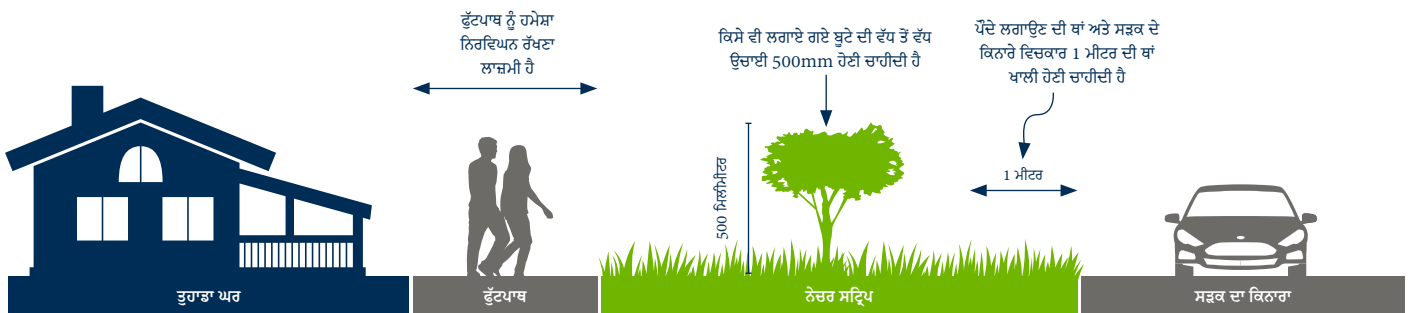 ਫੁੱਟਪਾਥ ਨੂੰ ਹਮੇਸ਼ਾ
ਨਿਰਵਿਘਨ ਰੱਖਣਾ
ਲਾਜ਼ਮੀ ਹੈ
ਕਿਸੇ ਵੀ ਲਗਾਏ ਗਏ ਬੂਟੇ ਦੀ ਵੱਧ ਤੋਂ ਵੱਧ
ਉਚਾਈ 500mm ਹੋਣੀ ਚਾਹੀਦੀ ਹੈ
ਪੌਦੇ ਲਗਾਉਣ ਦੀ ਥਾਂ ਅਤੇ ਸੜਕ ਦੇ
ਕਿਨਾਰੇ ਵਿਚਕਾਰ 1 ਮੀਟਰ ਦੀ ਥਾਂ
ਖਾਲੀ ਹੋਣੀ ਚਾਹੀਦੀ ਹੈ
500 ਮਿਲੀਮੀਟਰ
1 ਮੀਟਰ
ਤੁਹਾਡਾ ਘਰ
ਫੁੱਟਪਾਥ
ਨੇਚਰ ਸਟ੍ਰਿਪ
ਸੜਕ ਦਾ ਕਿਨਾਰਾ